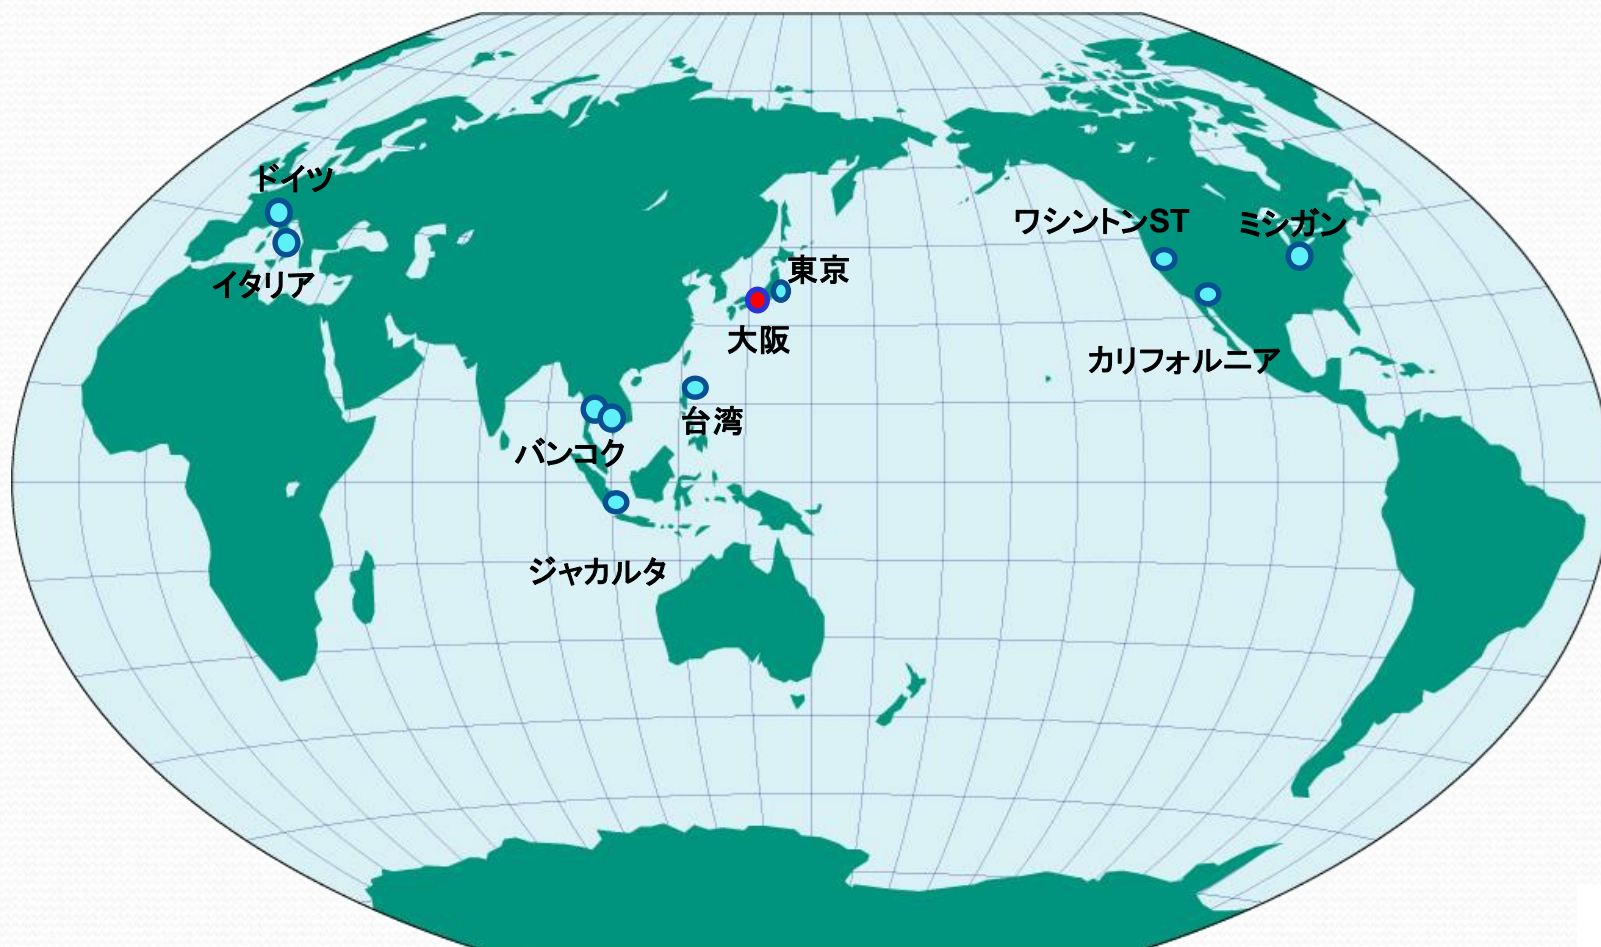 ドイツ
イタリア
ワシントンST
ミシガン
東京
大阪
カリフォルニア
台湾
バンコク
ジャカルタ